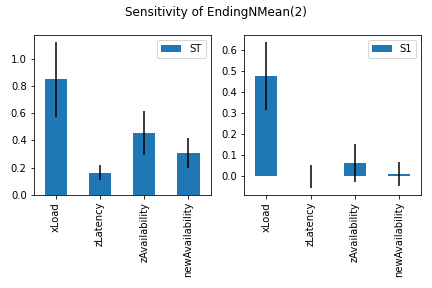 Sensitivity of EndingNMean(2)
ST
1.0
0.8
0.6
0.4
0.2
0.0
xLoad
zLatency
zAvailability
newAvailability
S1
0.6
0.5
0.4
0.3
0.2
0.1
0.0
xLoad
zLatency
zAvailability
newAvailability